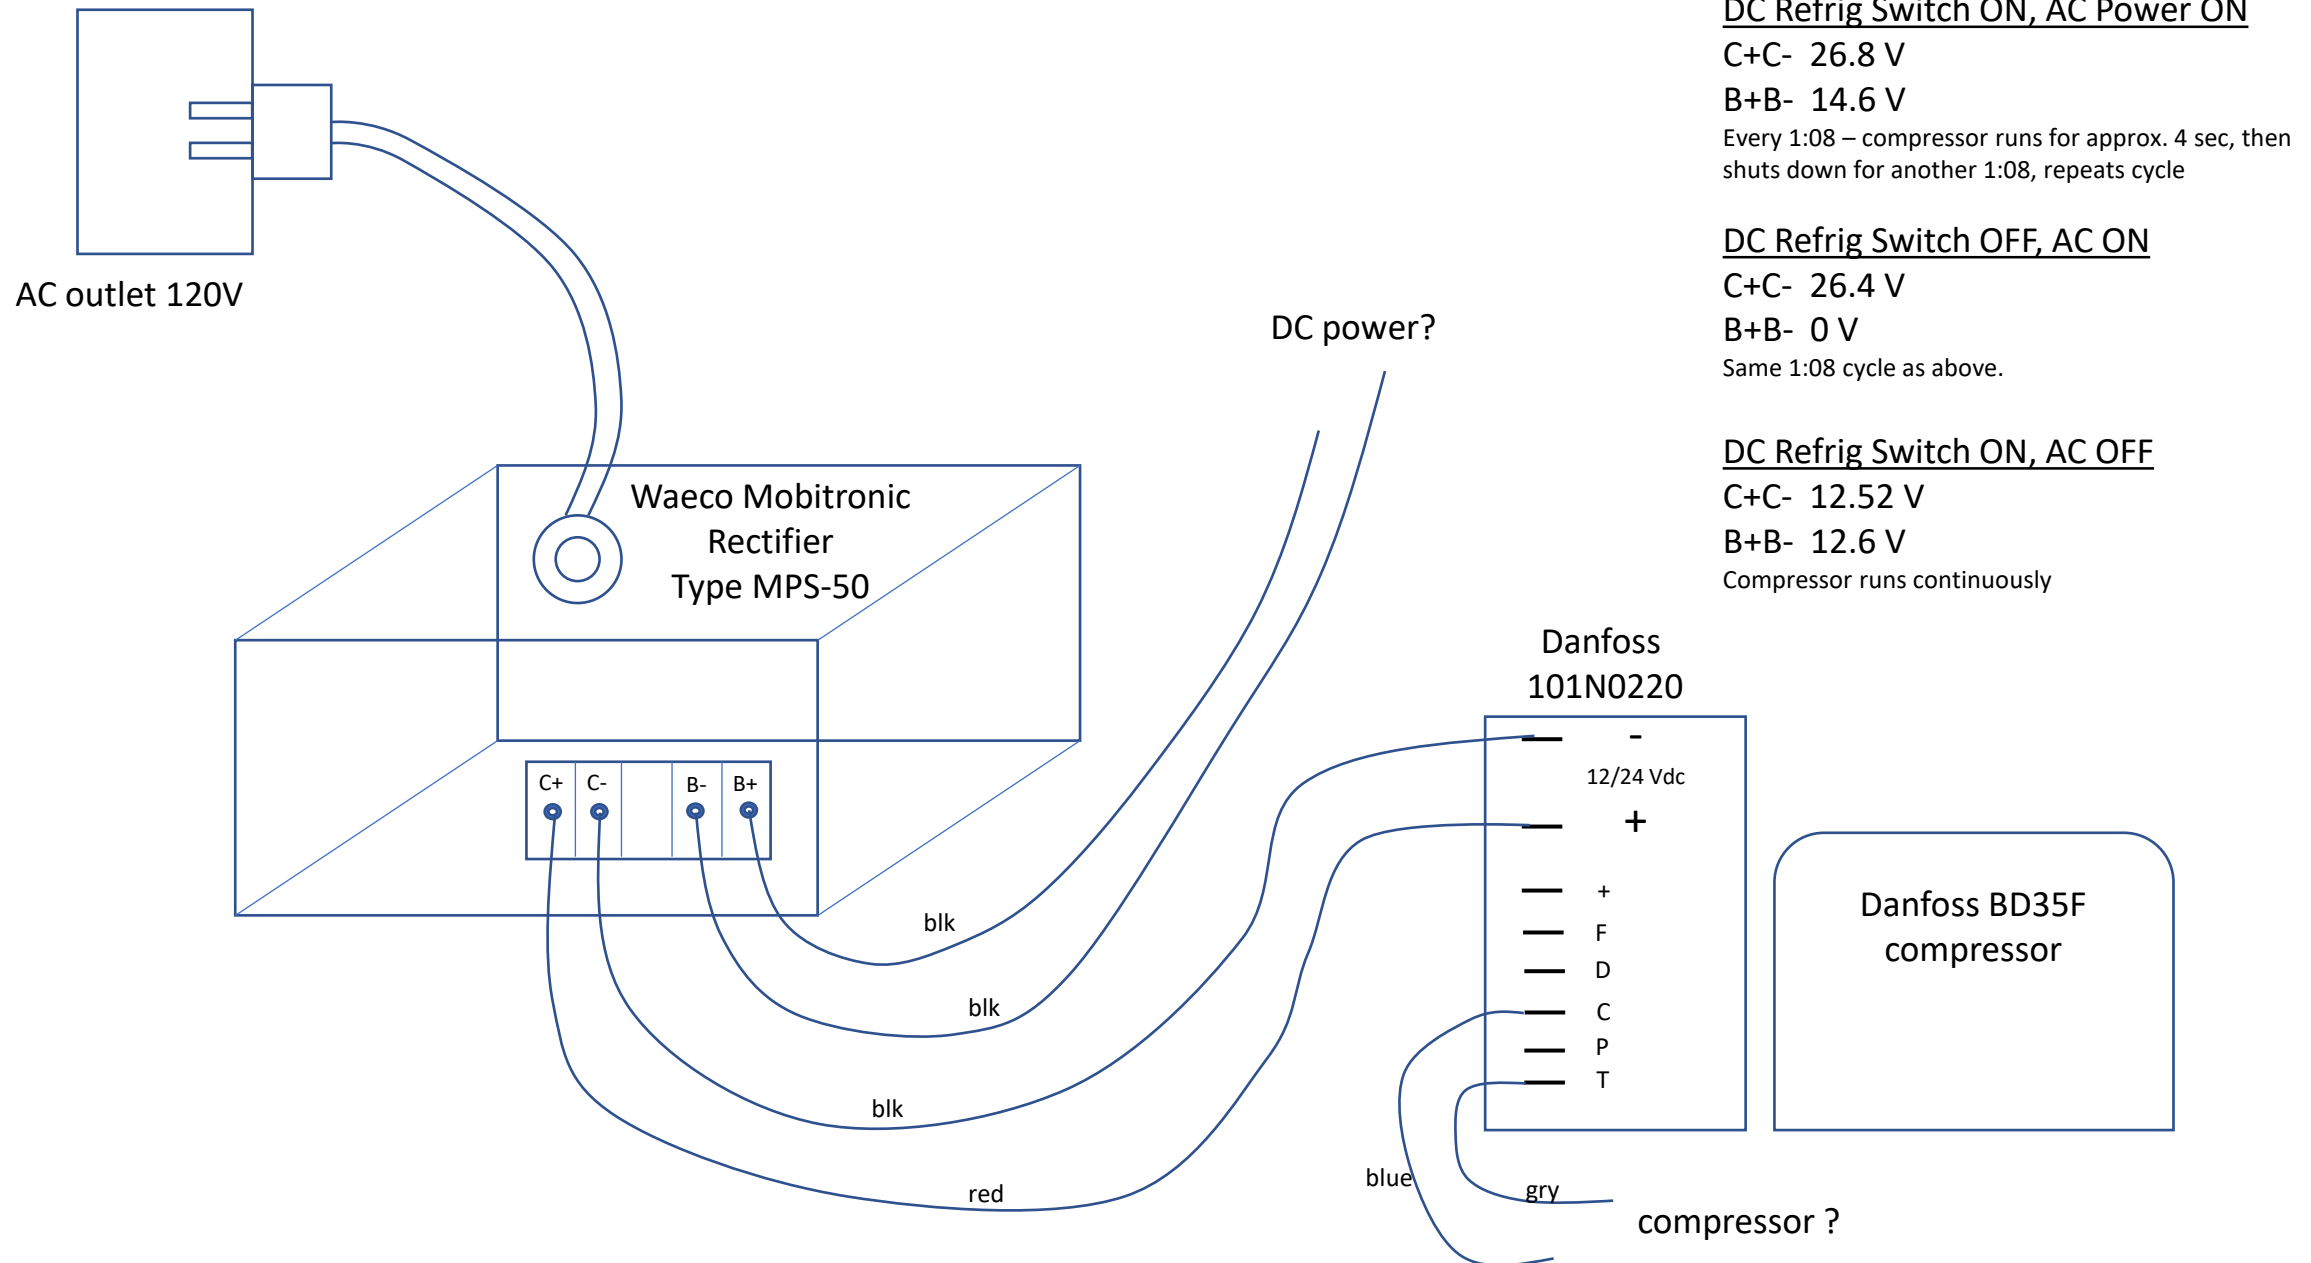 DC Refrig Switch ON, AC Power ON
C+C- 26.8 V
B+B- 14.6 V
Every 1:08 – compressor runs for approx. 4 sec, then
shuts down for another 1:08, repeats cycle
DC Refrig Switch OFF, AC ON
C+C- 26.4 V
B+B- 0 V
Same 1:08 cycle as above.
DC Refrig Switch ON, AC OFF
C+C- 12.52 V
B+B- 12.6 V
Compressor runs continuously
AC outlet 120V
DC power?
Waeco Mobitronic
Rectifier
Type MPS-50
C+ C- B- B+
blk
blk
blk
red
Danfoss
101N0220
-
12/24 Vdc
+
+
F
D
C
P
T
Danfoss BD35F
compressor
blue
gry
compressor ?